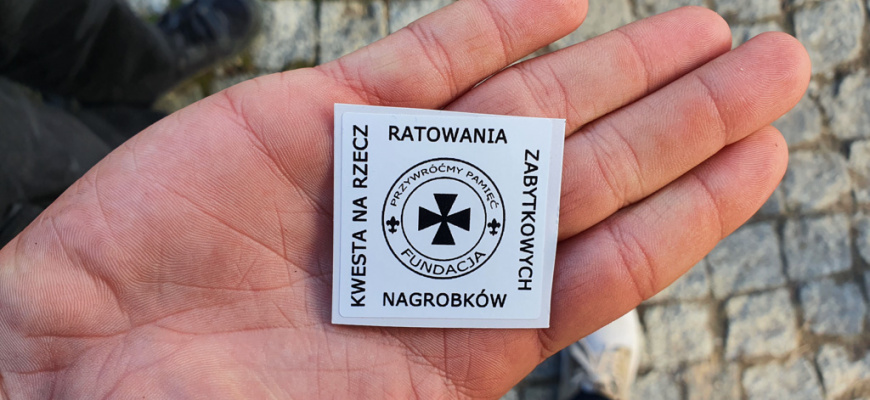 KWESTA NA RZECZ
RATOWANIA
ZABYTKOWYCH
NAGROBKÓW
PRZYWRÓĆMY PAMIĘĆ
FUNDACJA